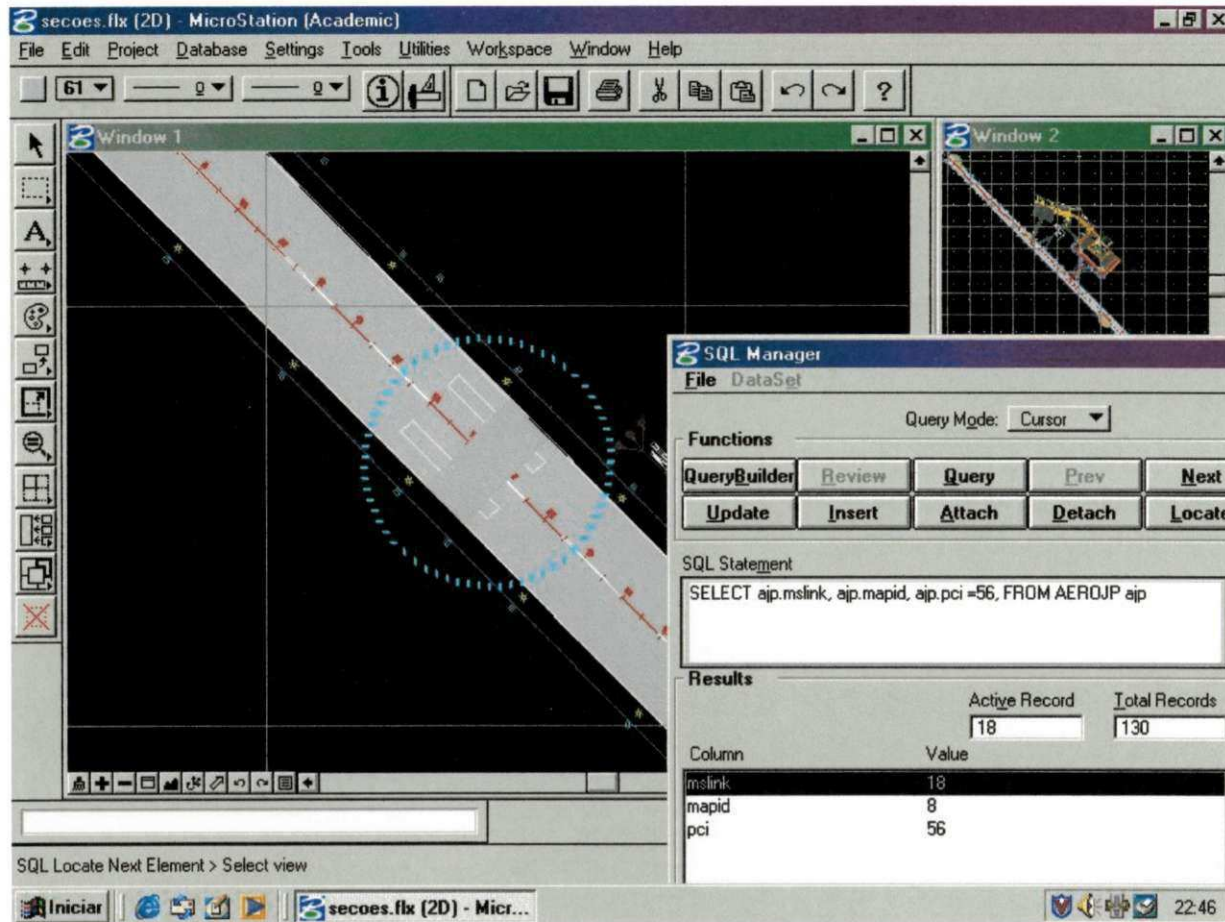 secoes.flx (2D) - MicroStation (Academic)
File Edit Project Database Settings Tools Utilities Workspace Window Help
61 0 0 ?
Window 1
Window 2
SQL Manager
File DataSet
Query Mode: Cursor
Functions
QueryBuilder Review Query Prev Next
Update Insert Attach Detach Locate
SQL Statement
SELECT ajp.mslink, ajp.mapid, ajp.pci =56, FROM AEROJP ajp
Results
Active Record Total Records
18 130
Column Value
mslink 18
mapid 8
pci 56
SQL Locate Next Element > Select view
Iniciar secoes.flx (2D) - Micr... 22:46